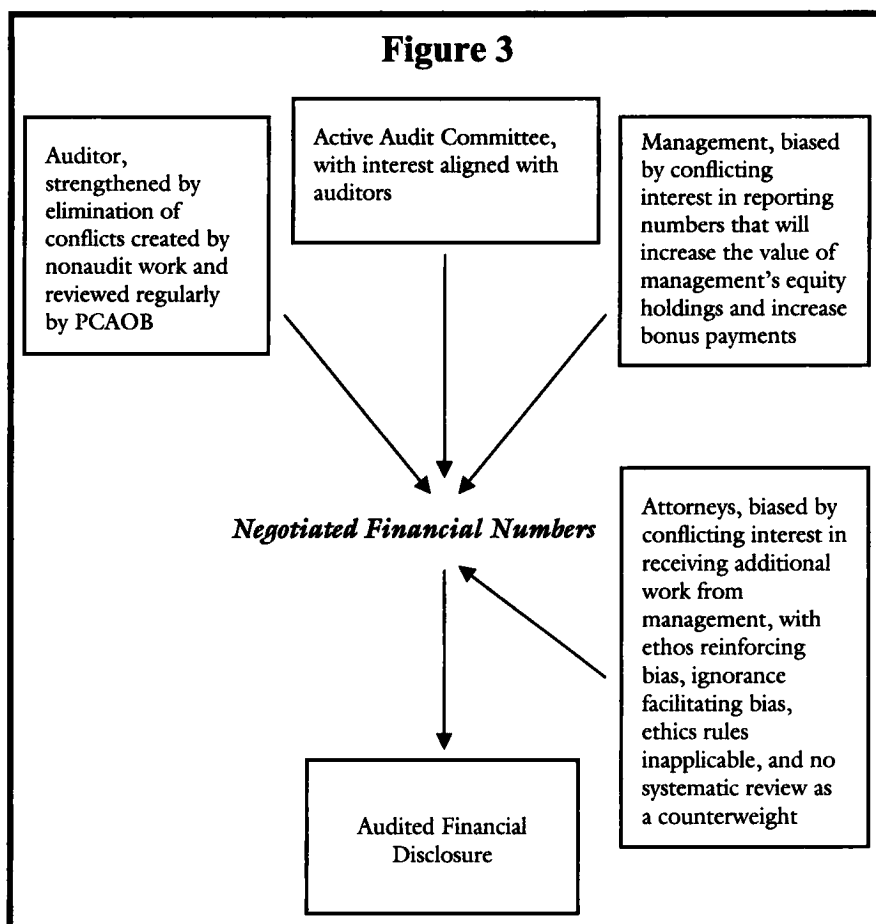 Figure 3
Auditor,
strengthened by
elimination of
conflicts created by
nonaudit work and
reviewed regularly
by PCAOB
Active Audit Committee,
with interest aligned with
auditors
Management, biased
by conflicting
interest in reporting
numbers that will
increase the value of
management's equity
holdings and increase
bonus payments
Negotiated Financial Numbers
Attorneys, biased by
conflicting interest in
receiving additional
work from
management, with
ethos reinforcing
bias, ignorance
facilitating bias,
ethics rules
inapplicable, and no
systematic review as
a counterweight
Audited Financial
Disclosure